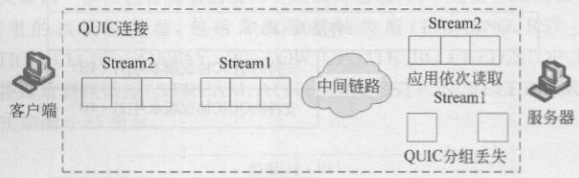 QUIC连接
Stream2
Stream1
客户端
中间链路
Stream2
应用依次读取
Stream1
QUIC分组丢失
服务器